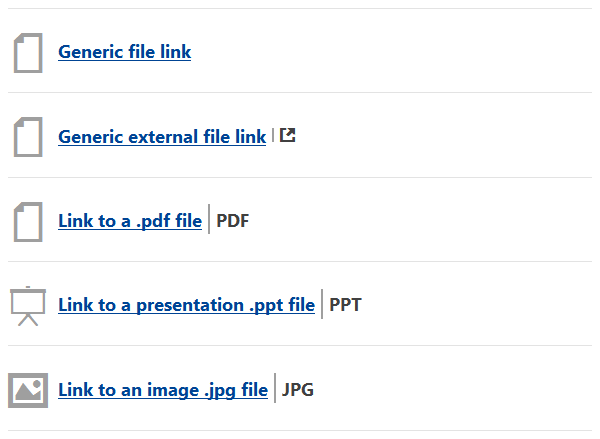 Generic file link
Generic external file link
Link to a .pdf file | PDF
Link to a presentation .ppt file | PPT
Link to an image .jpg file | JPG